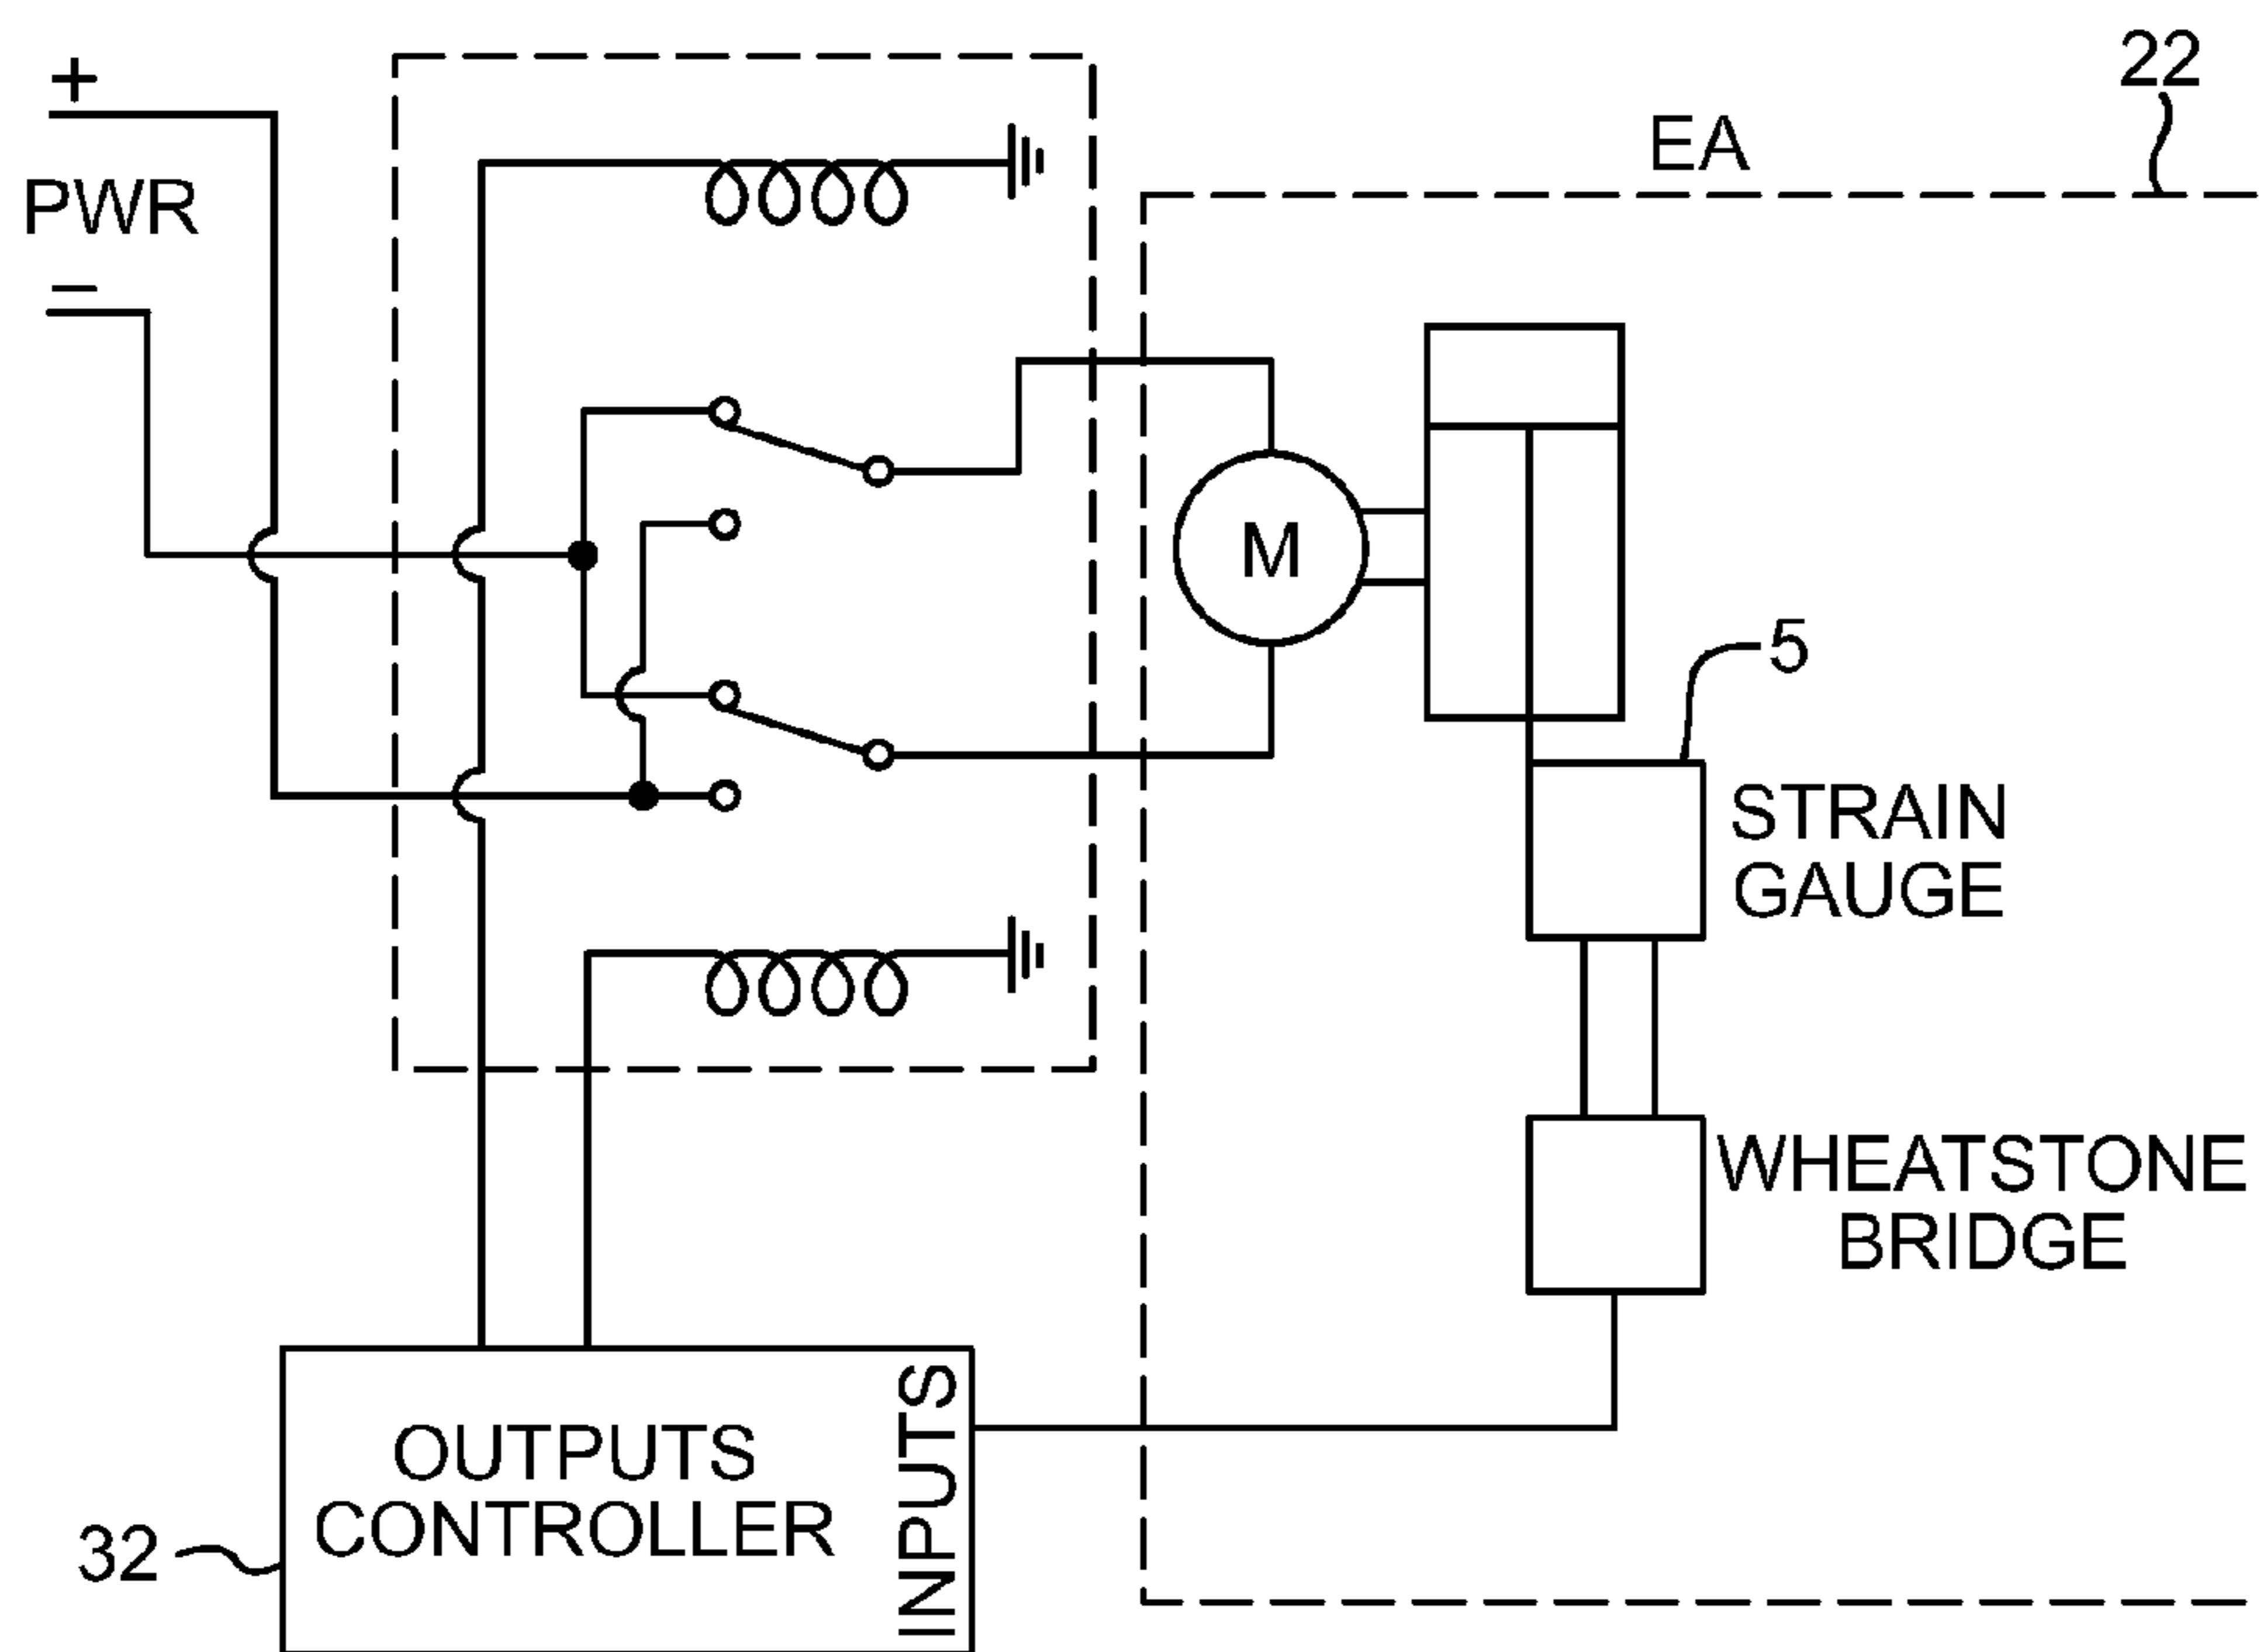 +
PWR
−
EA
22
M
5
STRAIN
GAUGE
WHEATSTONE
BRIDGE
OUTPUTS
CONTROLLER
INPUTS
32